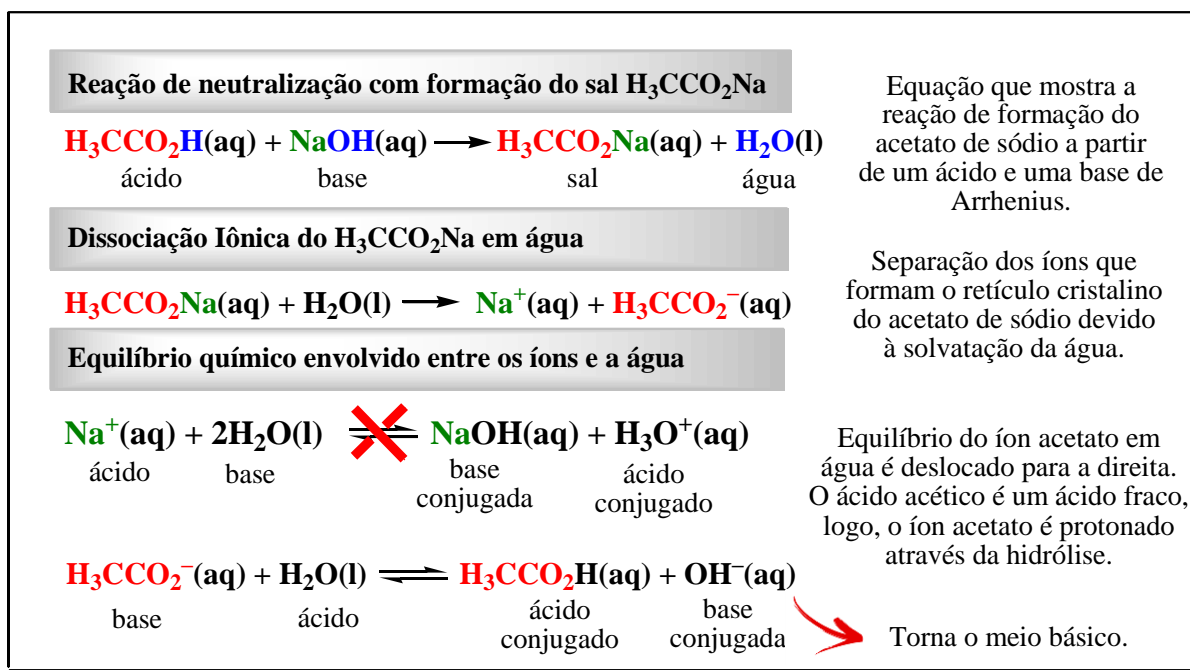 Reação de neutralização com formação do sal H₃CCO₂Na
H₃CCO₂H(aq) + NaOH(aq) ⟶ H₃CCO₂Na(aq) + H₂O(l)
ácido base sal água
Equação que mostra a
reação de formação do
acetato de sódio a partir
de um ácido e uma base de
Arrhenius.
Dissociação Iônica do H₃CCO₂Na em água
H₃CCO₂Na(aq) + H₂O(l) ⟶ Na⁺(aq) + H₃CCO₂⁻(aq)
Separação dos íons que
formam o retículo cristalino
do acetato de sódio devido
à solvatação da água.
Equilíbrio químico envolvido entre os íons e a água
Na⁺(aq) + 2H₂O(l) ⇌ NaOH(aq) + H₃O⁺(aq)
ácido base base ácido
conjugada conjugado
H₃CCO₂⁻(aq) + H₂O(l) ⇌ H₃CCO₂H(aq) + OH⁻(aq)
base ácido ácido base
conjugado conjugada
Equilíbrio do íon acetato em
água é deslocado para a direita.
O ácido acético é um ácido fraco,
logo, o íon acetato é protonado
através da hidrólise.
Torna o meio básico.